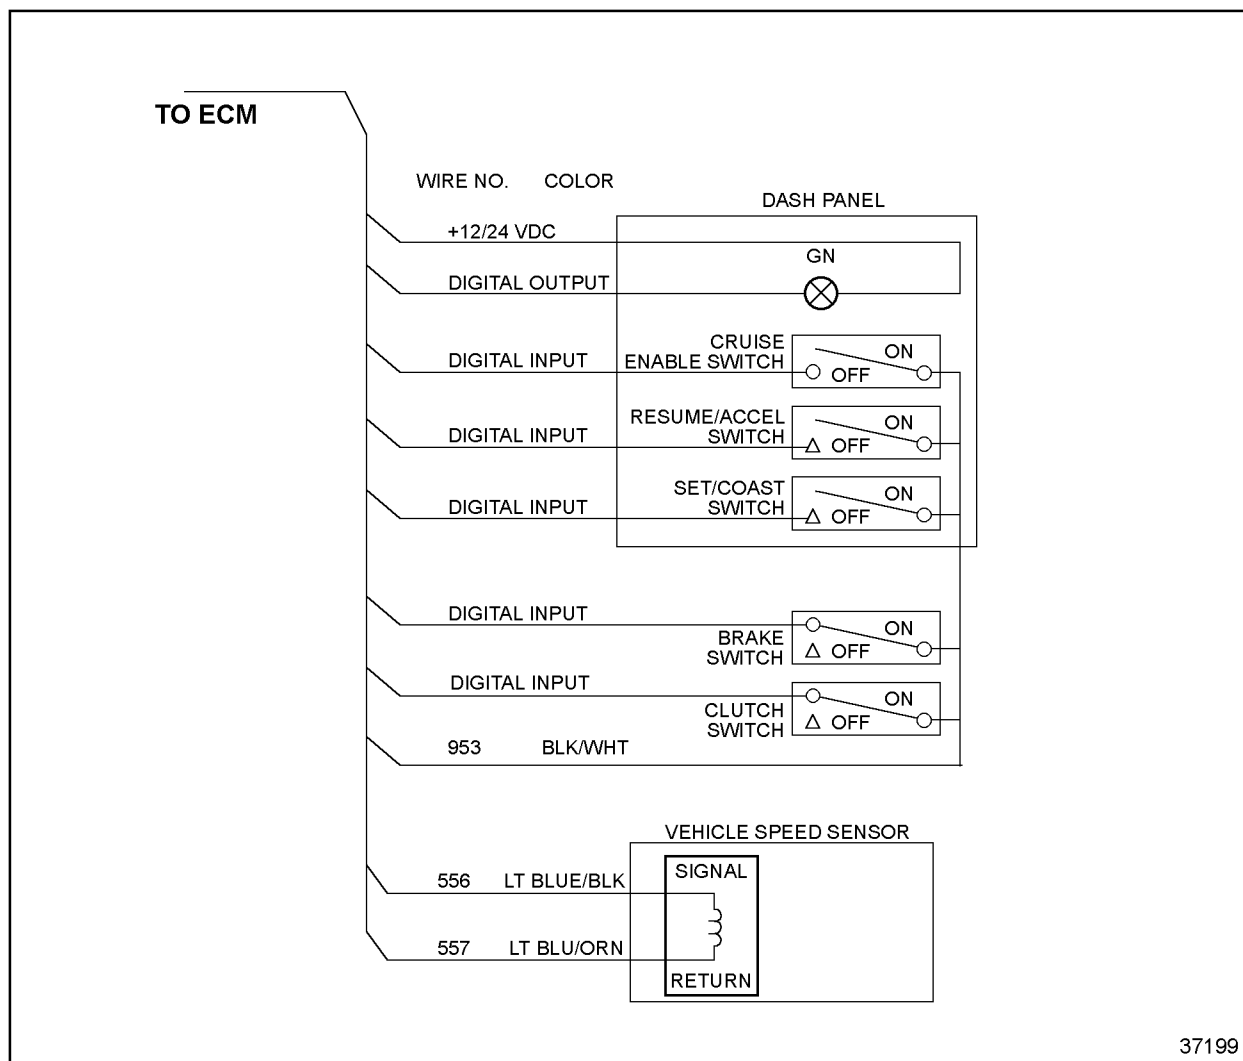 TO ECM
WIRE NO. COLOR
DASH PANEL
+12/24 VDC
GN
DIGITAL OUTPUT
CRUISE
ENABLE SWITCH
ON
OFF
DIGITAL INPUT
RESUME/ACCEL
SWITCH
ON
OFF
DIGITAL INPUT
SET/COAST
SWITCH
ON
OFF
DIGITAL INPUT
DIGITAL INPUT
BRAKE
SWITCH
ON
OFF
DIGITAL INPUT
CLUTCH
SWITCH
ON
OFF
953 BLK/WHT
VEHICLE SPEED SENSOR
SIGNAL
556 LT BLUE/BLK
557 LT BLU/ORN
RETURN
37199